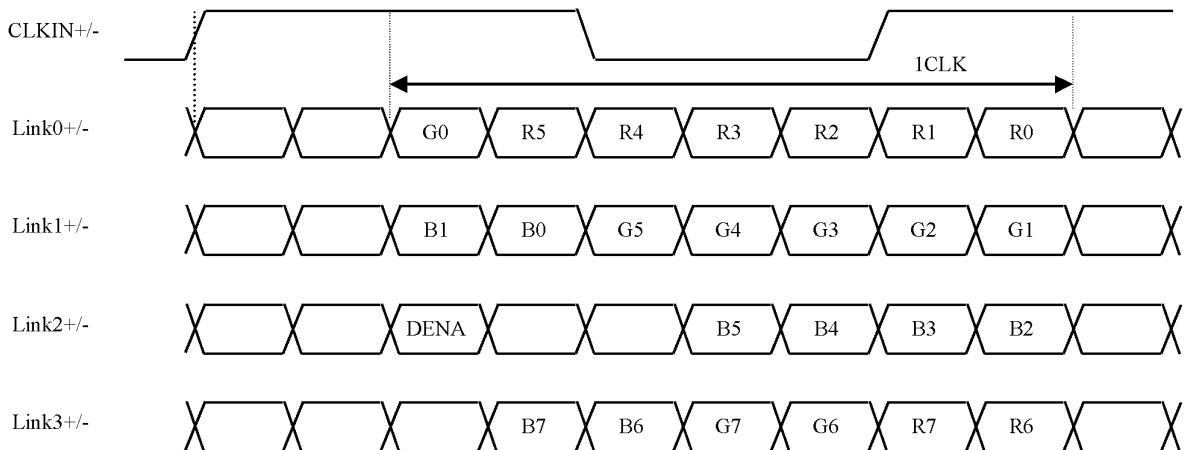 CLKIN+/-
1CLK
Link0+/- G0 R5 R4 R3 R2 R1 R0
Link1+/- B1 B0 G5 G4 G3 G2 G1
Link2+/- DENA B5 B4 B3 B2
Link3+/- B7 B6 G7 G6 R7 R6